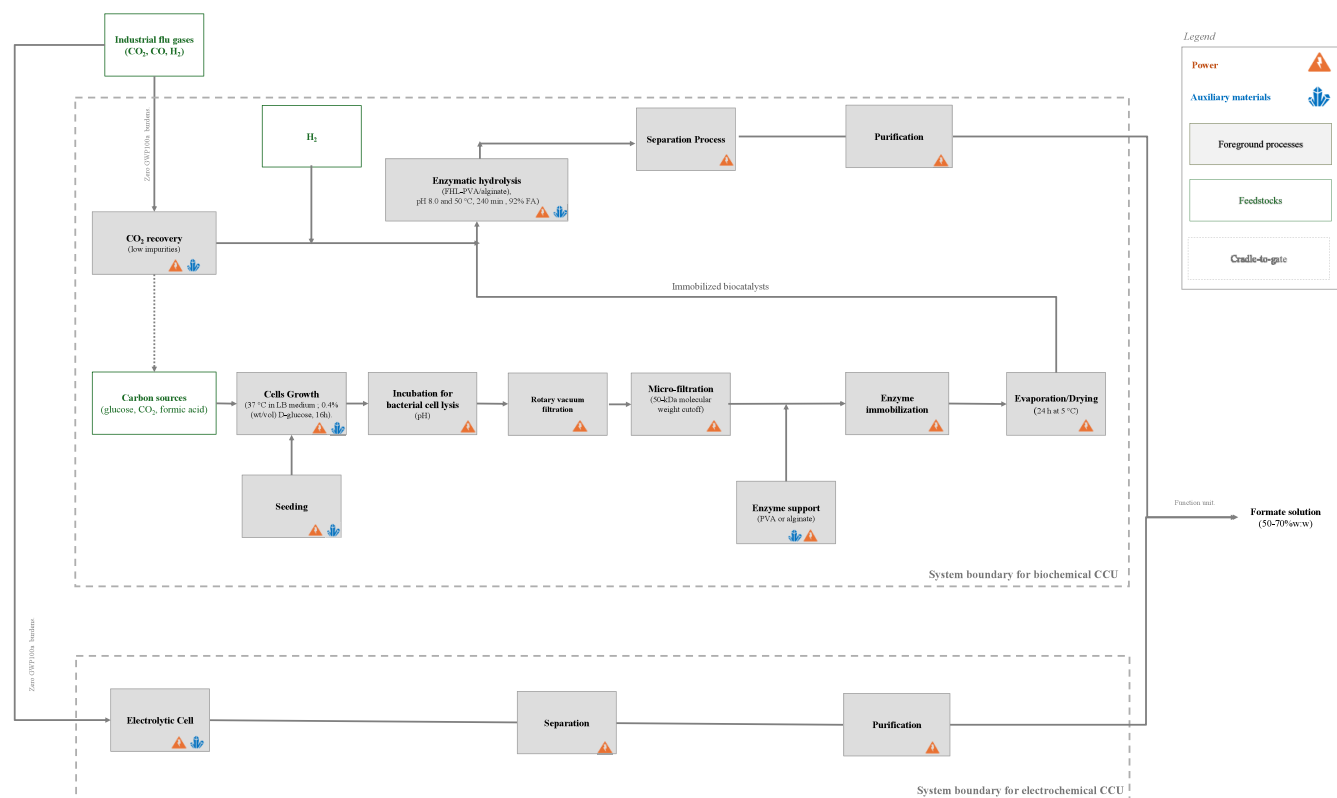 Industrial flu gases
(CO₂, CO, H₂)
Zero GWP100a burdens
H₂
Separation Process
Purification
Enzymatic hydrolysis
(FHL-PVA/alginate),
pH 8.0 and 50 °C, 240 min , 92% FA)
CO₂ recovery
(low impurities)
Immobilized biocatalysts
Carbon sources
(glucose, CO₂, formic acid)
Cells Growth
(37 °C in LB medium ; 0.4%
(wt/vol) D-glucose, 16h).
Incubation for
bacterial cell lysis
(pH)
Rotary vacuum
filtration
Micro-filtration
(50-kDa molecular
weight cutoff)
Enzyme
immobilization
Evaporation/Drying
(24 h at 5 °C)
Seeding
Enzyme support
(PVA or alginate)
System boundary for biochemical CCU
Function unit.
Formate solution
(50-70%w:w)
Zero GWP100a burdens
Electrolytic Cell
Separation
Purification
System boundary for electrochemical CCU
Legend
Power
Auxiliary materials
Foreground processes
Feedstocks
Cradle-to-gate